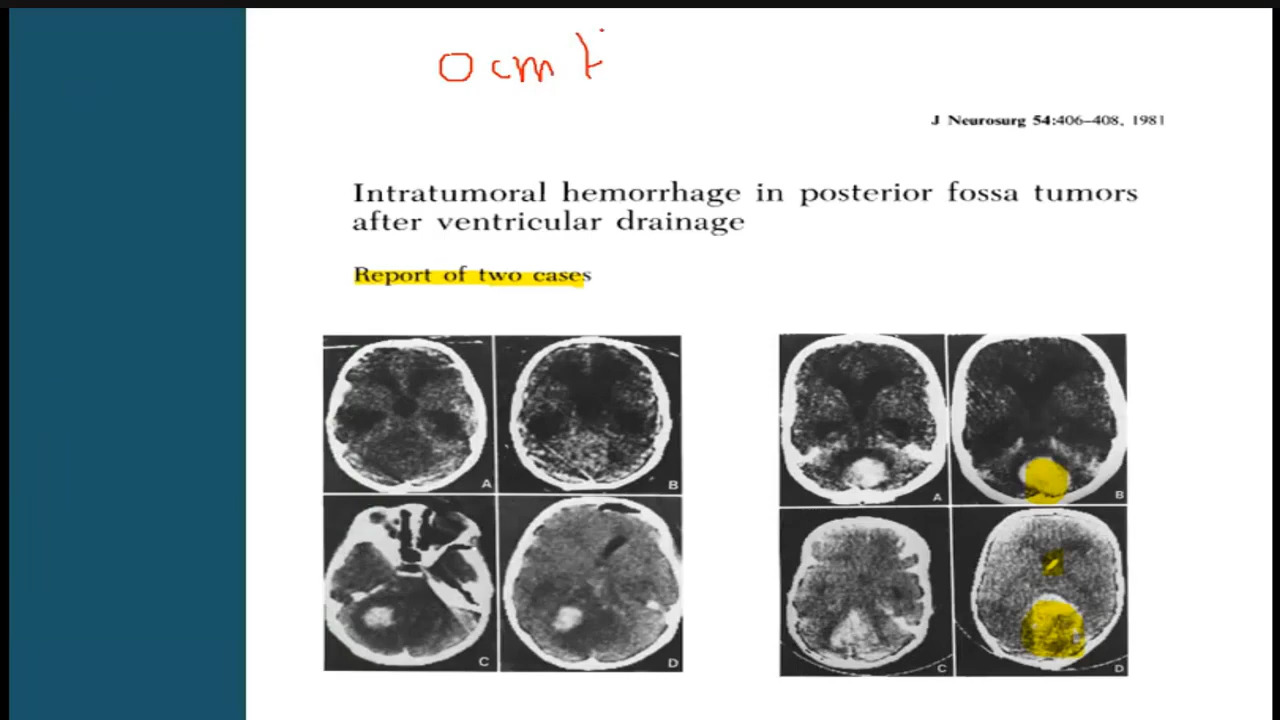 J Neurosurg 54:406–408, 1981
Intratumoral hemorrhage in posterior fossa tumors
after ventricular drainage
Report of two cases
A B A B
C D C D